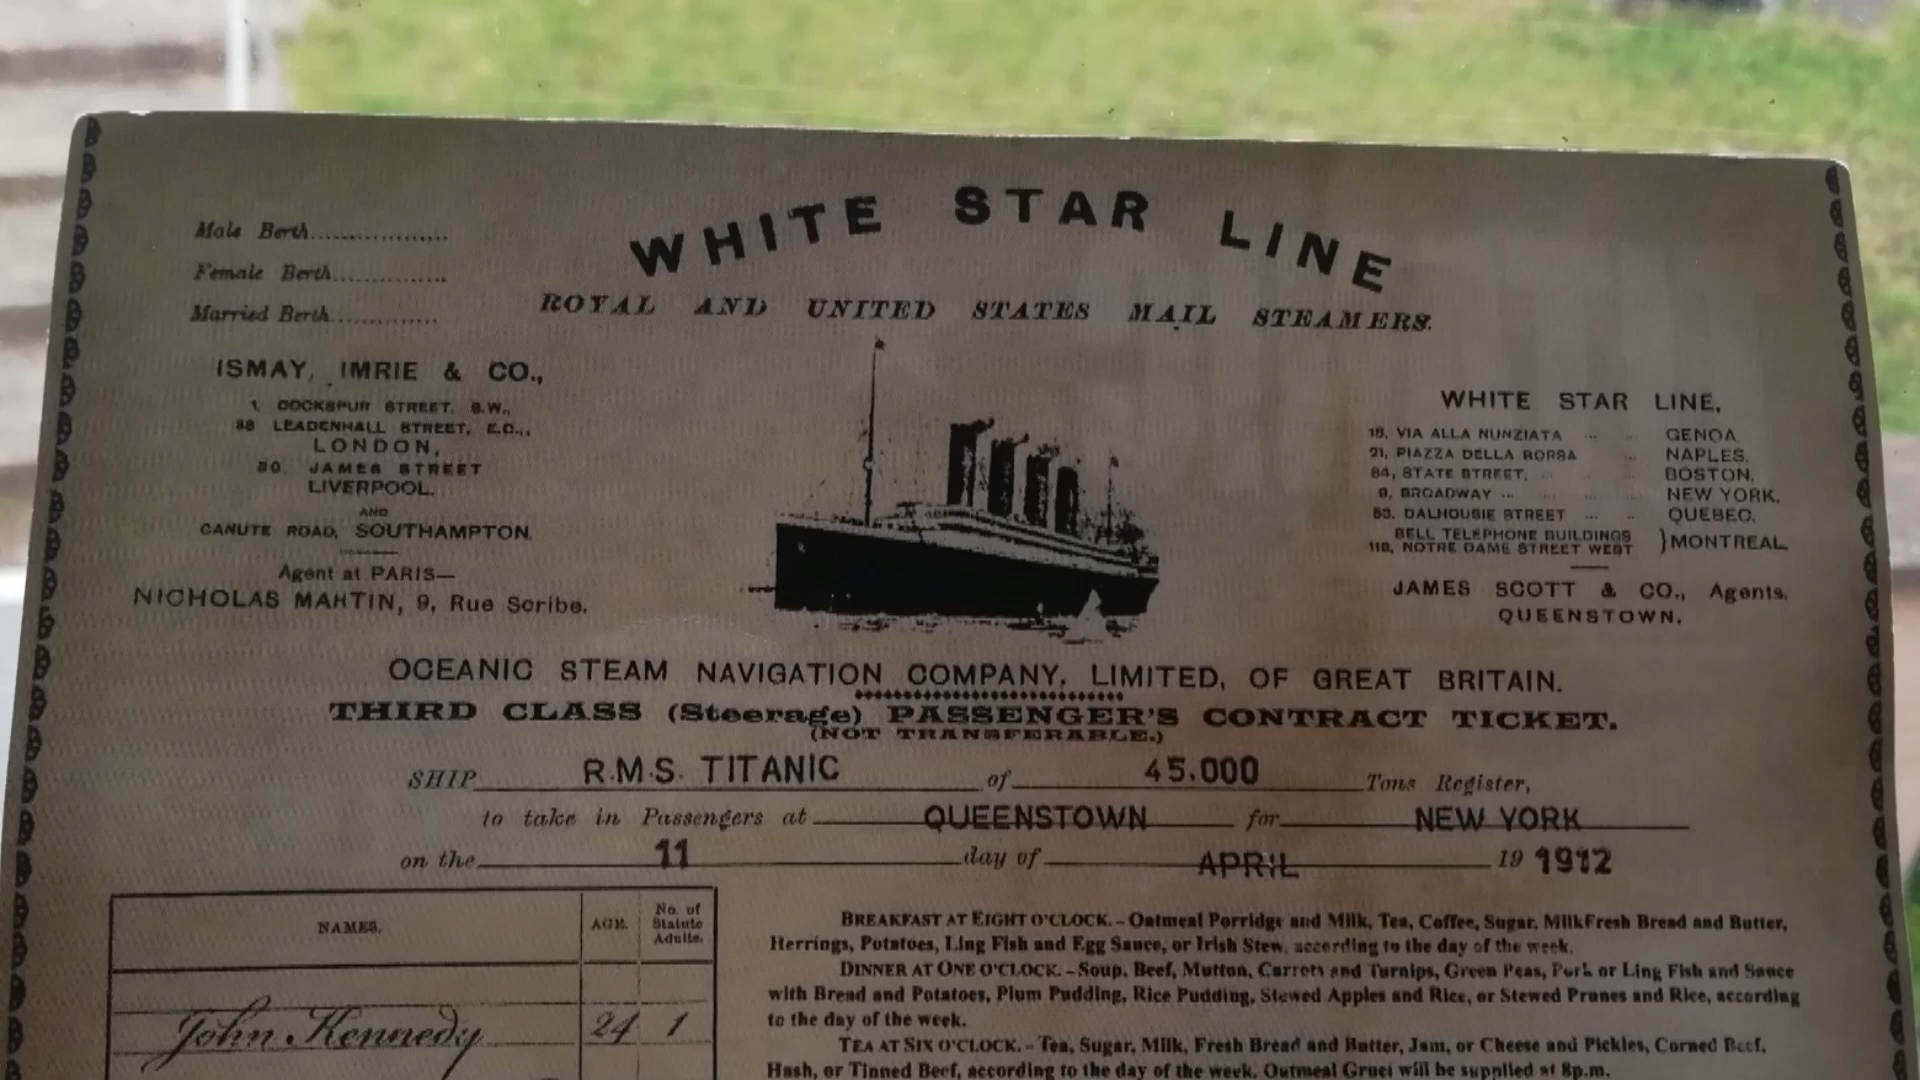 Male Berth..................
Female Berth...............
Married Berth..............
WHITE STAR LINE
ROYAL AND UNITED STATES MAIL STEAMERS.
ISMAY, IMRIE & CO.,
1, COCKSPUR STREET, S.W.,
38 LEADENHALL STREET, E.C.,
LONDON,
30, JAMES STREET
LIVERPOOL.
AND
CANUTE ROAD, SOUTHAMPTON.
Agent at PARIS—
NICHOLAS MARTIN, 9, Rue Scribe.
WHITE STAR LINE,
VIA ALLA NUNZIATA ... .. GENOA
21, PIAZZA DELLA BORSA .. NAPLES.
84, STATE STREET, ... .. BOSTON.
9, BROADWAY ... ... .. NEW YORK.
53, DALHOUSIE STREET ... .. QUEBEC.
BELL TELEPHONE BUILDINGS
118, NOTRE DAME STREET WEST } MONTREAL
JAMES SCOTT & CO., Agents,
QUEENSTOWN.
OCEANIC STEAM NAVIGATION COMPANY, LIMITED, OF GREAT BRITAIN.
THIRD CLASS (Steerage) PASSENGER'S CONTRACT TICKET.
(NOT TRANSFERABLE.)
SHIP R.M.S. TITANIC of 45,000 Tons Register,
to take in Passengers at QUEENSTOWN for NEW YORK
on the 11 day of APRIL 19 1912
NAMES. AGE. No. of Statute Adults.
John Kennedy 24 1
BREAKFAST AT EIGHT O'CLOCK. – Oatmeal Porridge and Milk, Tea, Coffee, Sugar, MilkFresh Bread and Butter,
Herrings, Potatoes, Ling Fish and Egg Sauce, or Irish Stew, according to the day of the week.
DINNER AT ONE O'CLOCK. – Soup, Beef, Mutton, Carrots and Turnips, Green Peas, Pork or Ling Fish and Sauce
with Bread and Potatoes, Plum Pudding, Rice Pudding, Stewed Apples and Rice, or Stewed Prunes and Rice, according
to the day of the week.
TEA AT SIX O'CLOCK. – Tea, Sugar, Milk, Fresh Bread and Butter, Jam, or Cheese and Pickles, Corned Beef,
Hash, or Tinned Beef, according to the day of the week. Oatmeal Gruel will be supplied at 8p.m.